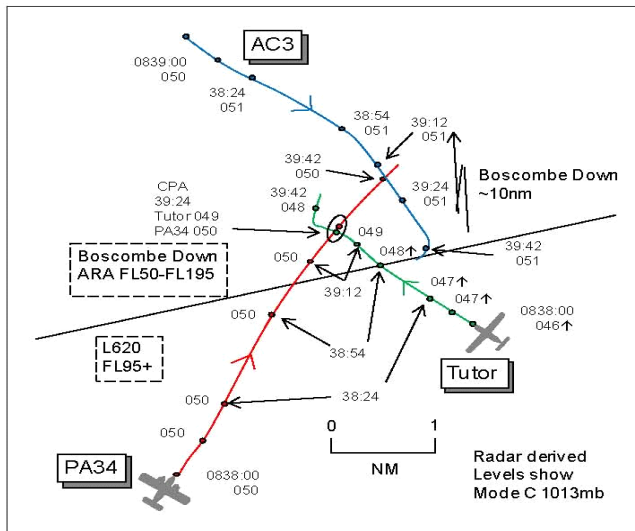 AC3
0839:00
050
38:24
051
38:54
051
39:12
051
39:42
050
Boscombe Down
~10nm
CPA
39:24
Tutor 049
PA34 050
39:42
048
39:24
051
049
048↑
39:42
051
Boscombe Down
ARA FL50-FL195
050
39:12
047↑
047↑
0838:00
046↑
050
38:54
L620
FL95+
Tutor
38:24
050
050
0
1
NM
PA34
0838:00
050
Radar derived
Levels show
Mode C 1013mb